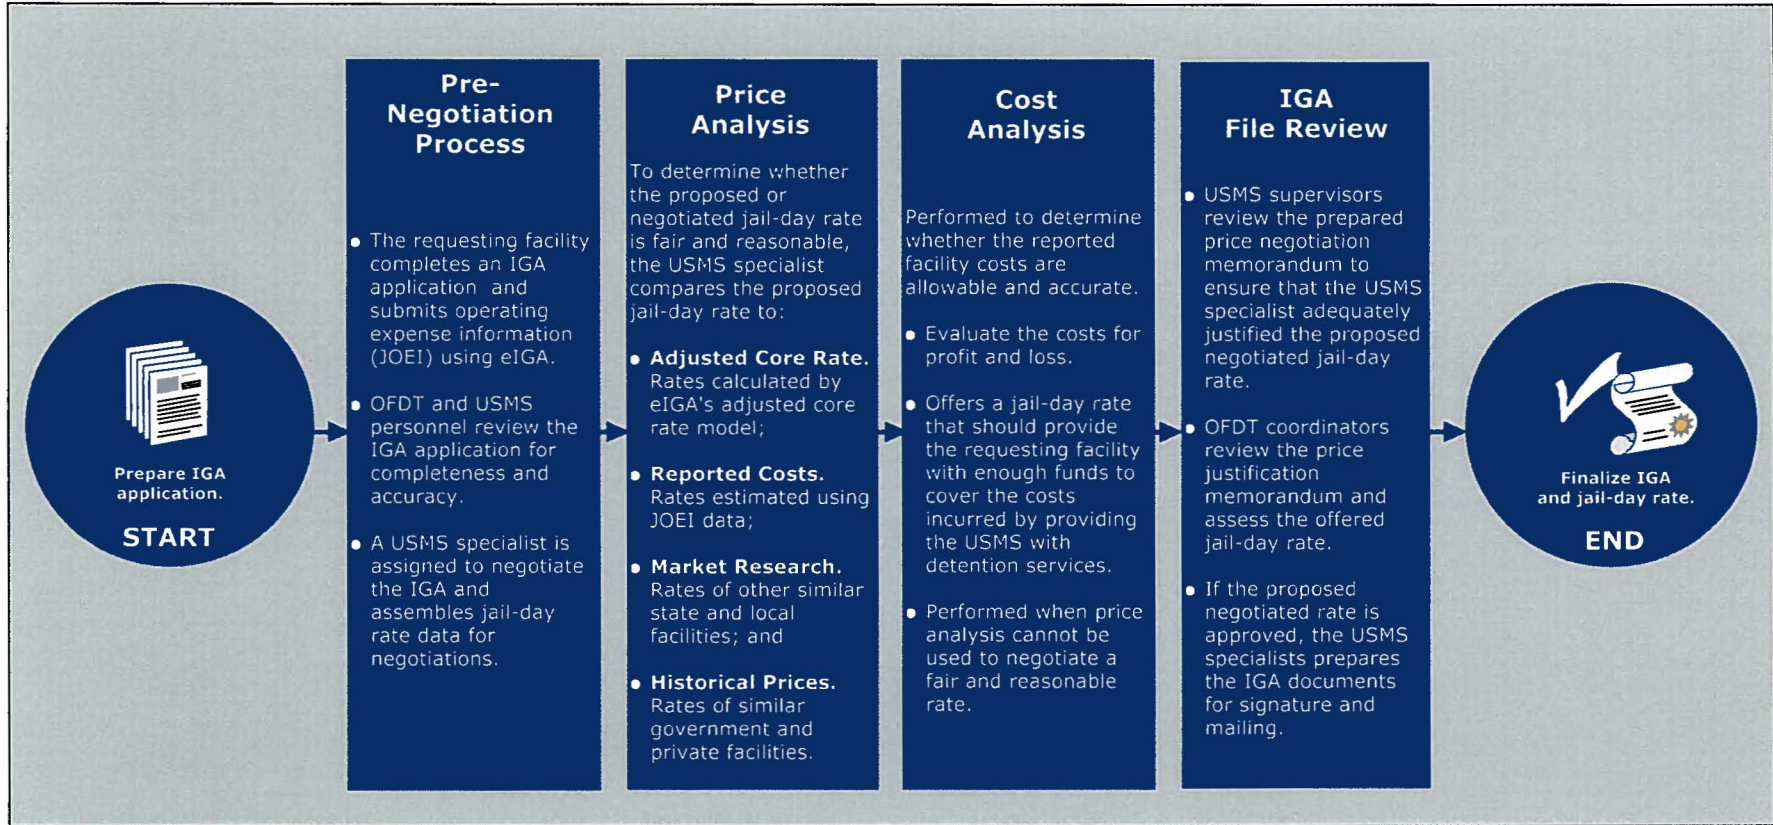 Prepare IGA
application.
START
Pre-
Negotiation
Process
● The requesting facility
completes an IGA
application and
submits operating
expense information
(JOEI) using eIGA.
● OFDT and USMS
personnel review the
IGA application for
completeness and
accuracy.
● A USMS specialist is
assigned to negotiate
the IGA and
assembles jail-day
rate data for
negotiations.
Price
Analysis
To determine whether
the proposed or
negotiated jail-day rate
is fair and reasonable,
the USMS specialist
compares the proposed
jail-day rate to:
● Adjusted Core Rate.
Rates calculated by
eIGA's adjusted core
rate model;
● Reported Costs.
Rates estimated using
JOEI data;
● Market Research.
Rates of other similar
state and local
facilities; and
● Historical Prices.
Rates of similar
government and
private facilities.
Cost
Analysis
Performed to determine
whether the reported
facility costs are
allowable and accurate.
● Evaluate the costs for
profit and loss.
● Offers a jail-day rate
that should provide
the requesting facility
with enough funds to
cover the costs
incurred by providing
the USMS with
detention services.
● Performed when price
analysis cannot be
used to negotiate a
fair and reasonable
rate.
IGA
File Review
● USMS supervisors
review the prepared
price negotiation
memorandum to
ensure that the USMS
specialist adequately
justified the proposed
negotiated jail-day
rate.
● OFDT coordinators
review the price
justification
memorandum and
assess the offered
jail-day rate.
● If the proposed
negotiated rate is
approved, the USMS
specialists prepares
the IGA documents
for signature and
mailing.
Finalize IGA
and jail-day rate.
END